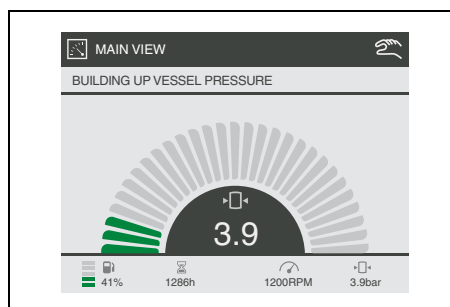 MAIN VIEW
BUILDING UP VESSEL PRESSURE
3.9
41% 1286h 1200RPM 3.9bar